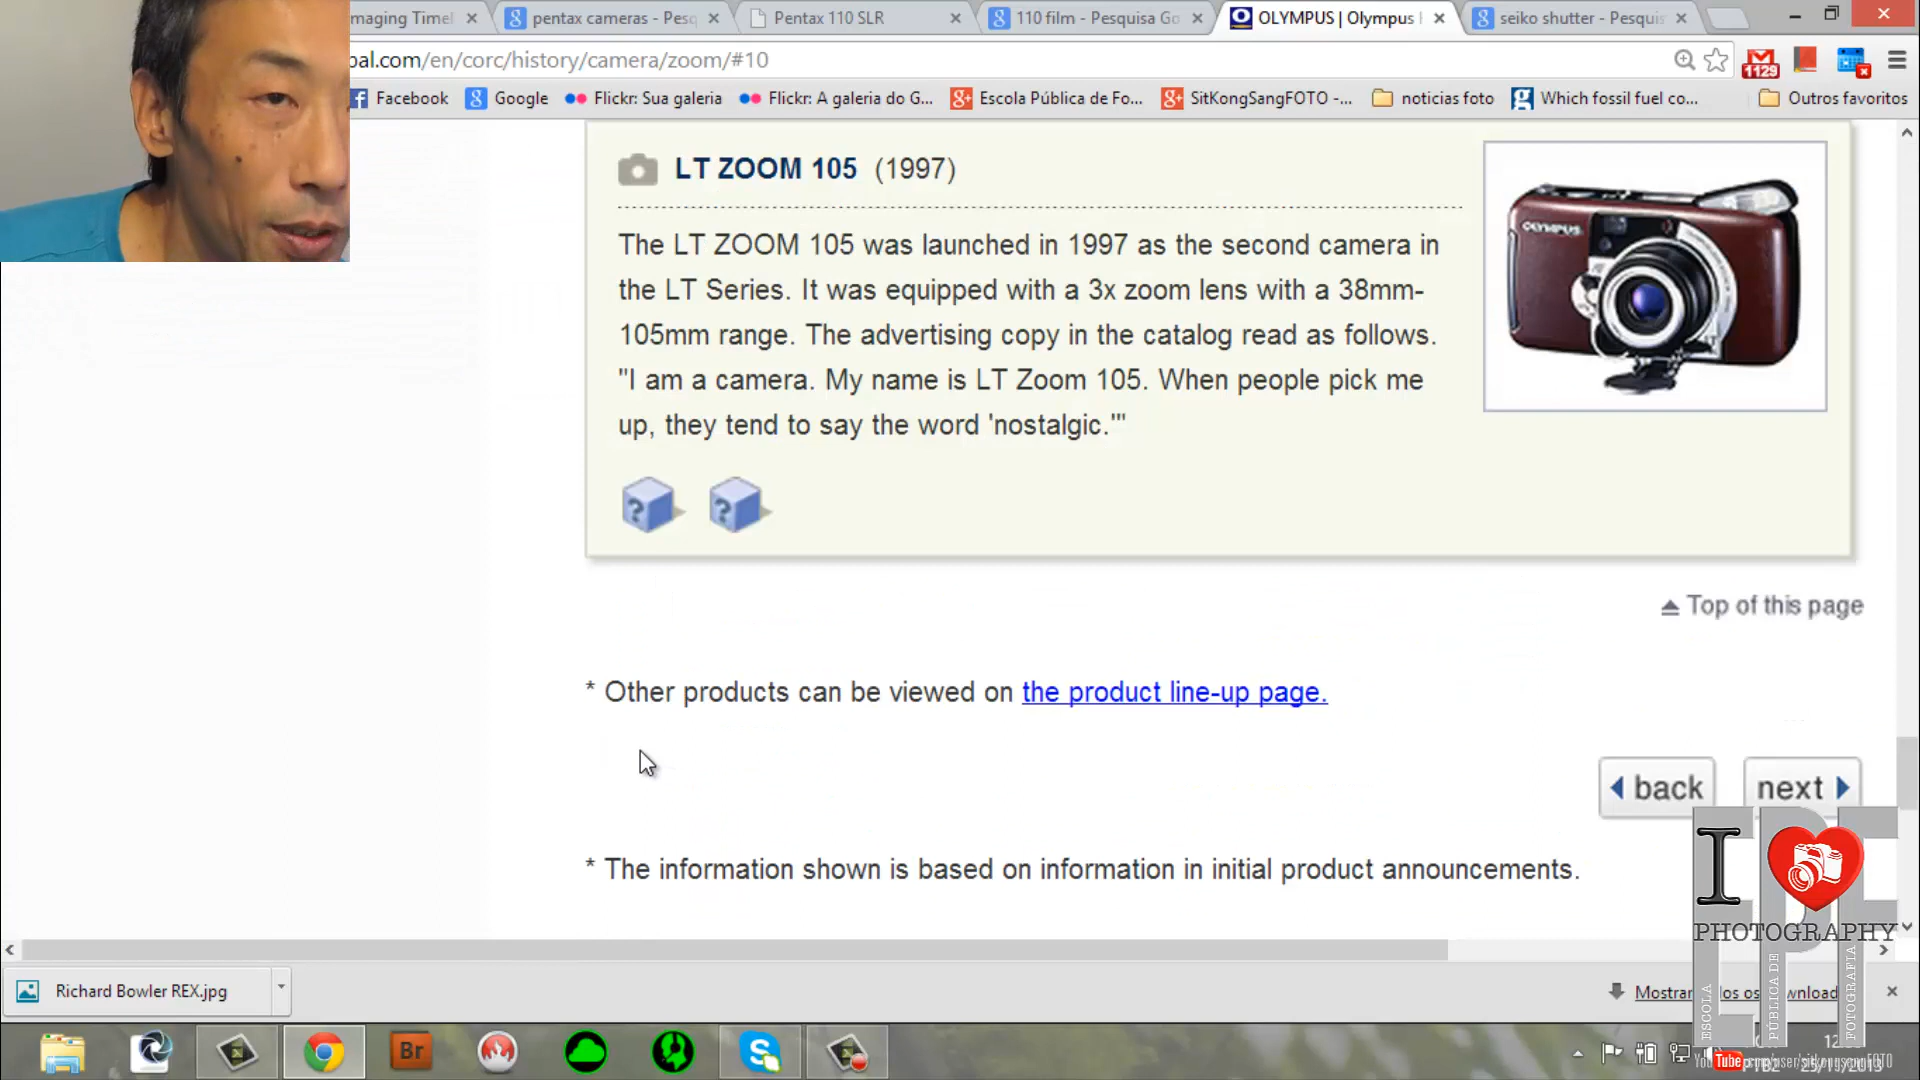 maging Timel
pentax cameras - Pesq
Pentax 110 SLR
110 film - Pesquisa Go
OLYMPUS | Olympus
seiko shutter - Pesquis
bal.com/en/corc/history/camera/zoom/#10
1129
Facebook
Google
Flickr: Sua galeria
Flickr: A galeria do G...
Escola Pública de Fo...
SitKongSangFOTO -...
noticias foto
Which fossil fuel co...
Outros favoritos
LT ZOOM 105 (1997)
OLYMPUS
The LT ZOOM 105 was launched in 1997 as the second camera in
the LT Series. It was equipped with a 3x zoom lens with a 38mm-
105mm range. The advertising copy in the catalog read as follows.
"I am a camera. My name is LT Zoom 105. When people pick me
up, they tend to say the word 'nostalgic.'"
Top of this page
* Other products can be viewed on the product line-up page.
back
next
* The information shown is based on information in initial product announcements.
I
PHOTOGRAPHY
ESCOLA
PÚBLICA DE
FOTOGRAFIA
Richard Bowler REX.jpg
Mostrar
Br
YouTube.com/user/sitkongsangFOTO